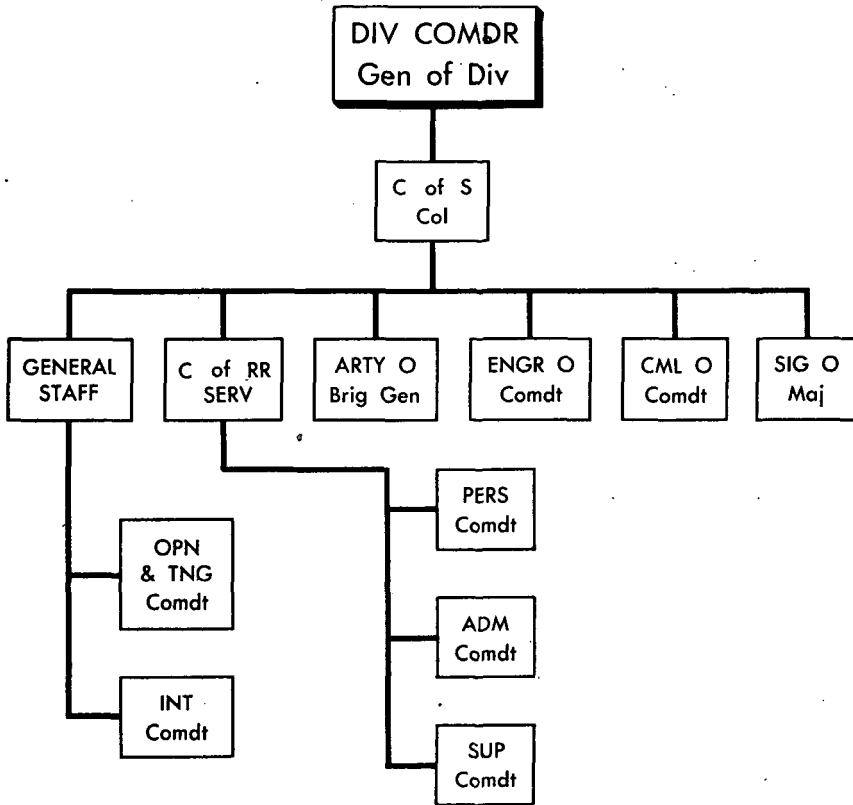 DIV COMDR
Gen of Div
C of S
Col
GENERAL
STAFF
C of RR
SERV
ARTY O
Brig Gen
ENGR O
Comdt
CML O
Comdt
SIG O
Maj
OPN
& TNG
Comdt
INT
Comdt
PERS
Comdt
ADM
Comdt
SUP
Comdt